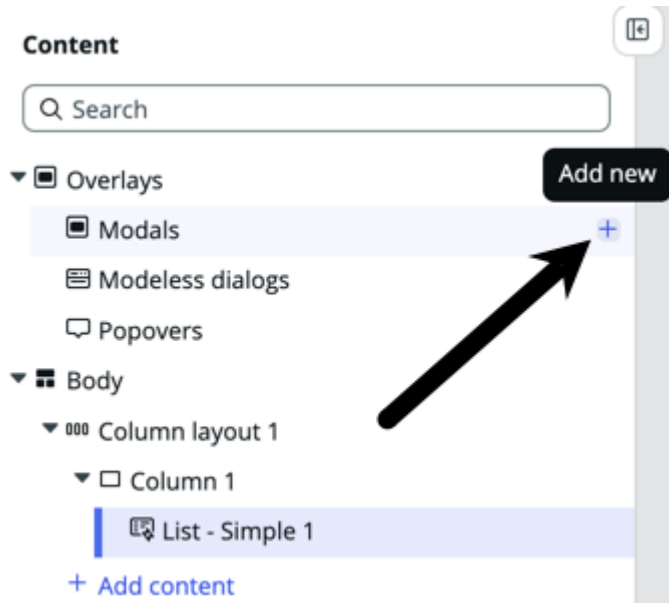 Content
Search
Overlays
Add new
Modals
Modeless dialogs
Popovers
Body
Column layout 1
Column 1
List - Simple 1
+ Add content